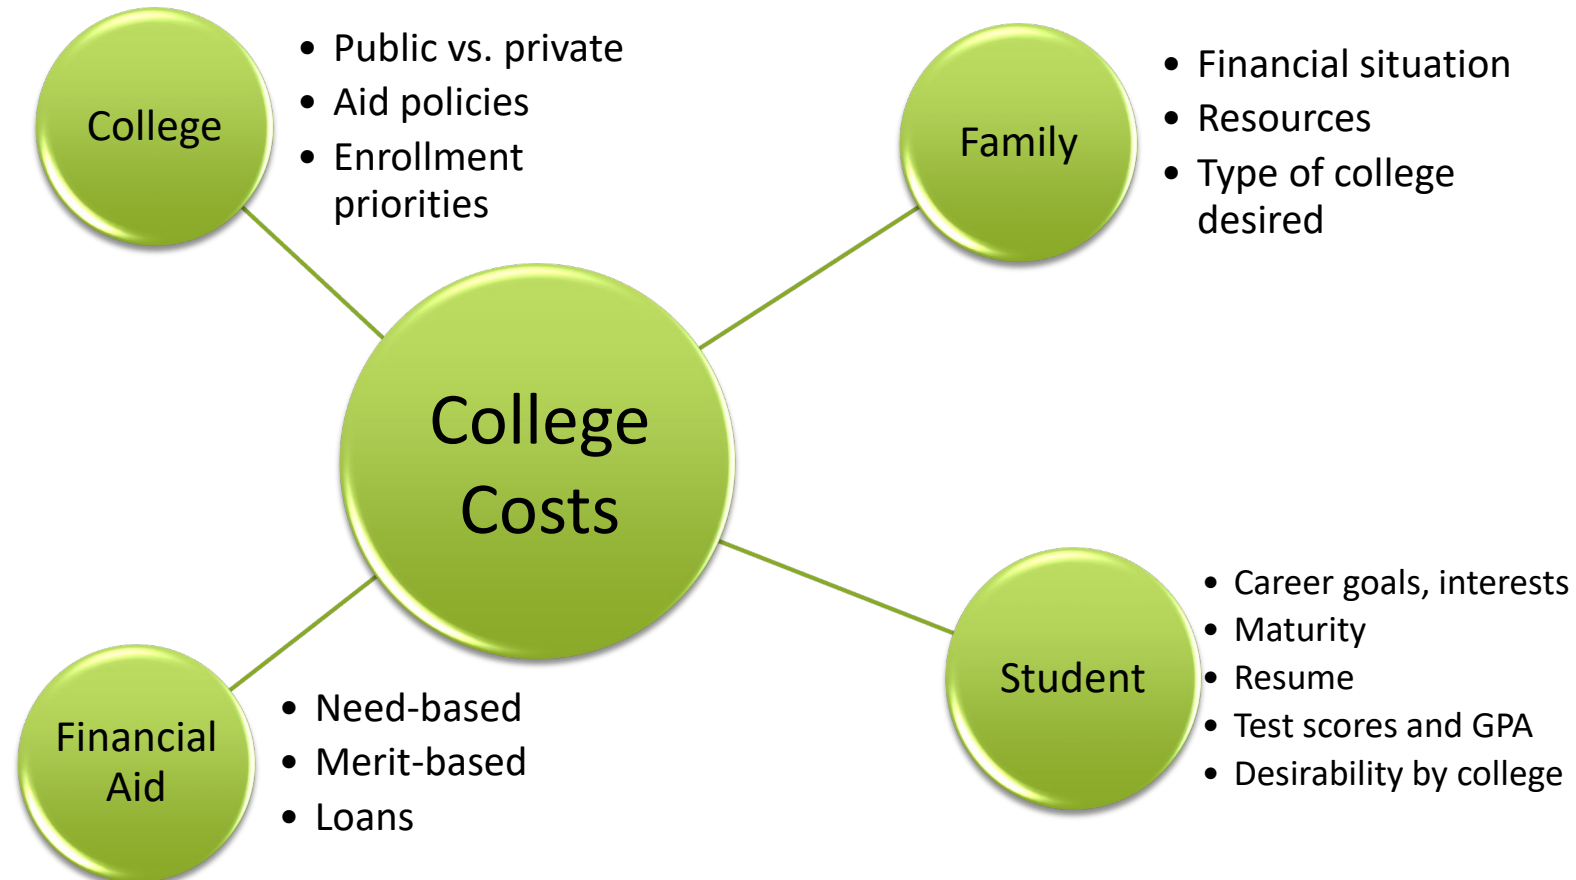 College
• Public vs. private
• Aid policies
• Enrollment
priorities
Family
• Financial situation
• Resources
• Type of college
desired
College
Costs
Financial
Aid
• Need-based
• Merit-based
• Loans
Student
• Career goals, interests
• Maturity
• Resume
• Test scores and GPA
• Desirability by college